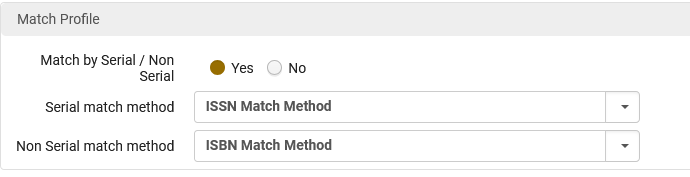 Match Profile
Match by Serial / Non
Serial
Yes
No
Serial match method
ISSN Match Method
Non Serial match method
ISBN Match Method